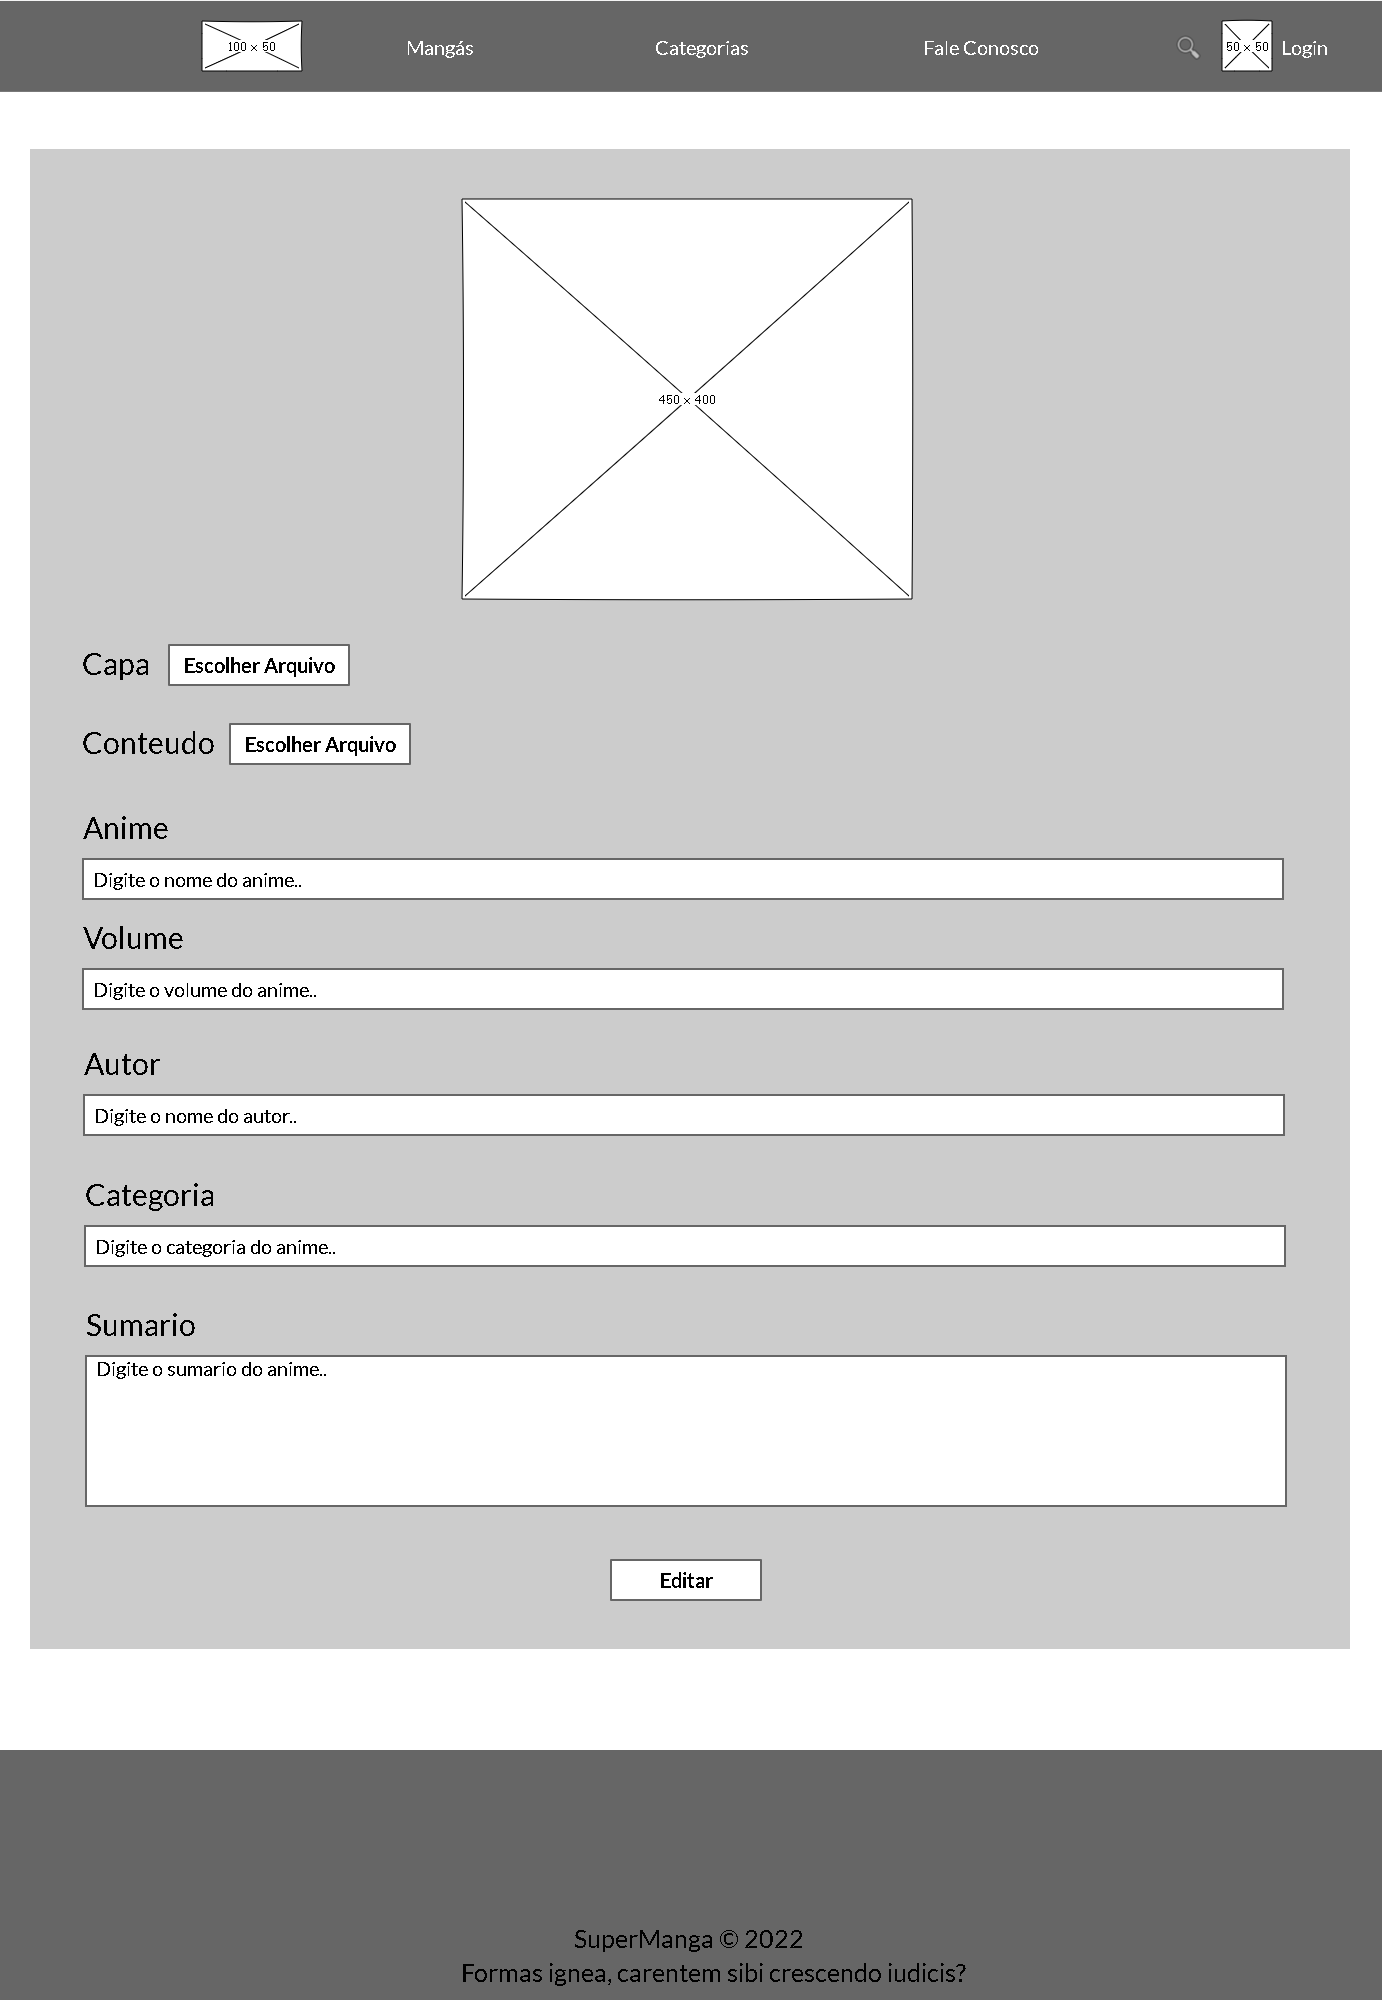 100 x 50
Mangás
Categorias
Fale Conosco
50 x 50
Login
450 x 400
Capa
Escolher Arquivo
Conteudo
Escolher Arquivo
Anime
Digite o nome do anime..
Volume
Digite o volume do anime..
Autor
Digite o nome do autor..
Categoria
Digite o categoria do anime..
Sumario
Digite o sumario do anime..
Editar
SuperManga © 2022
Formas ignea, carentem sibi crescendo iudicis?